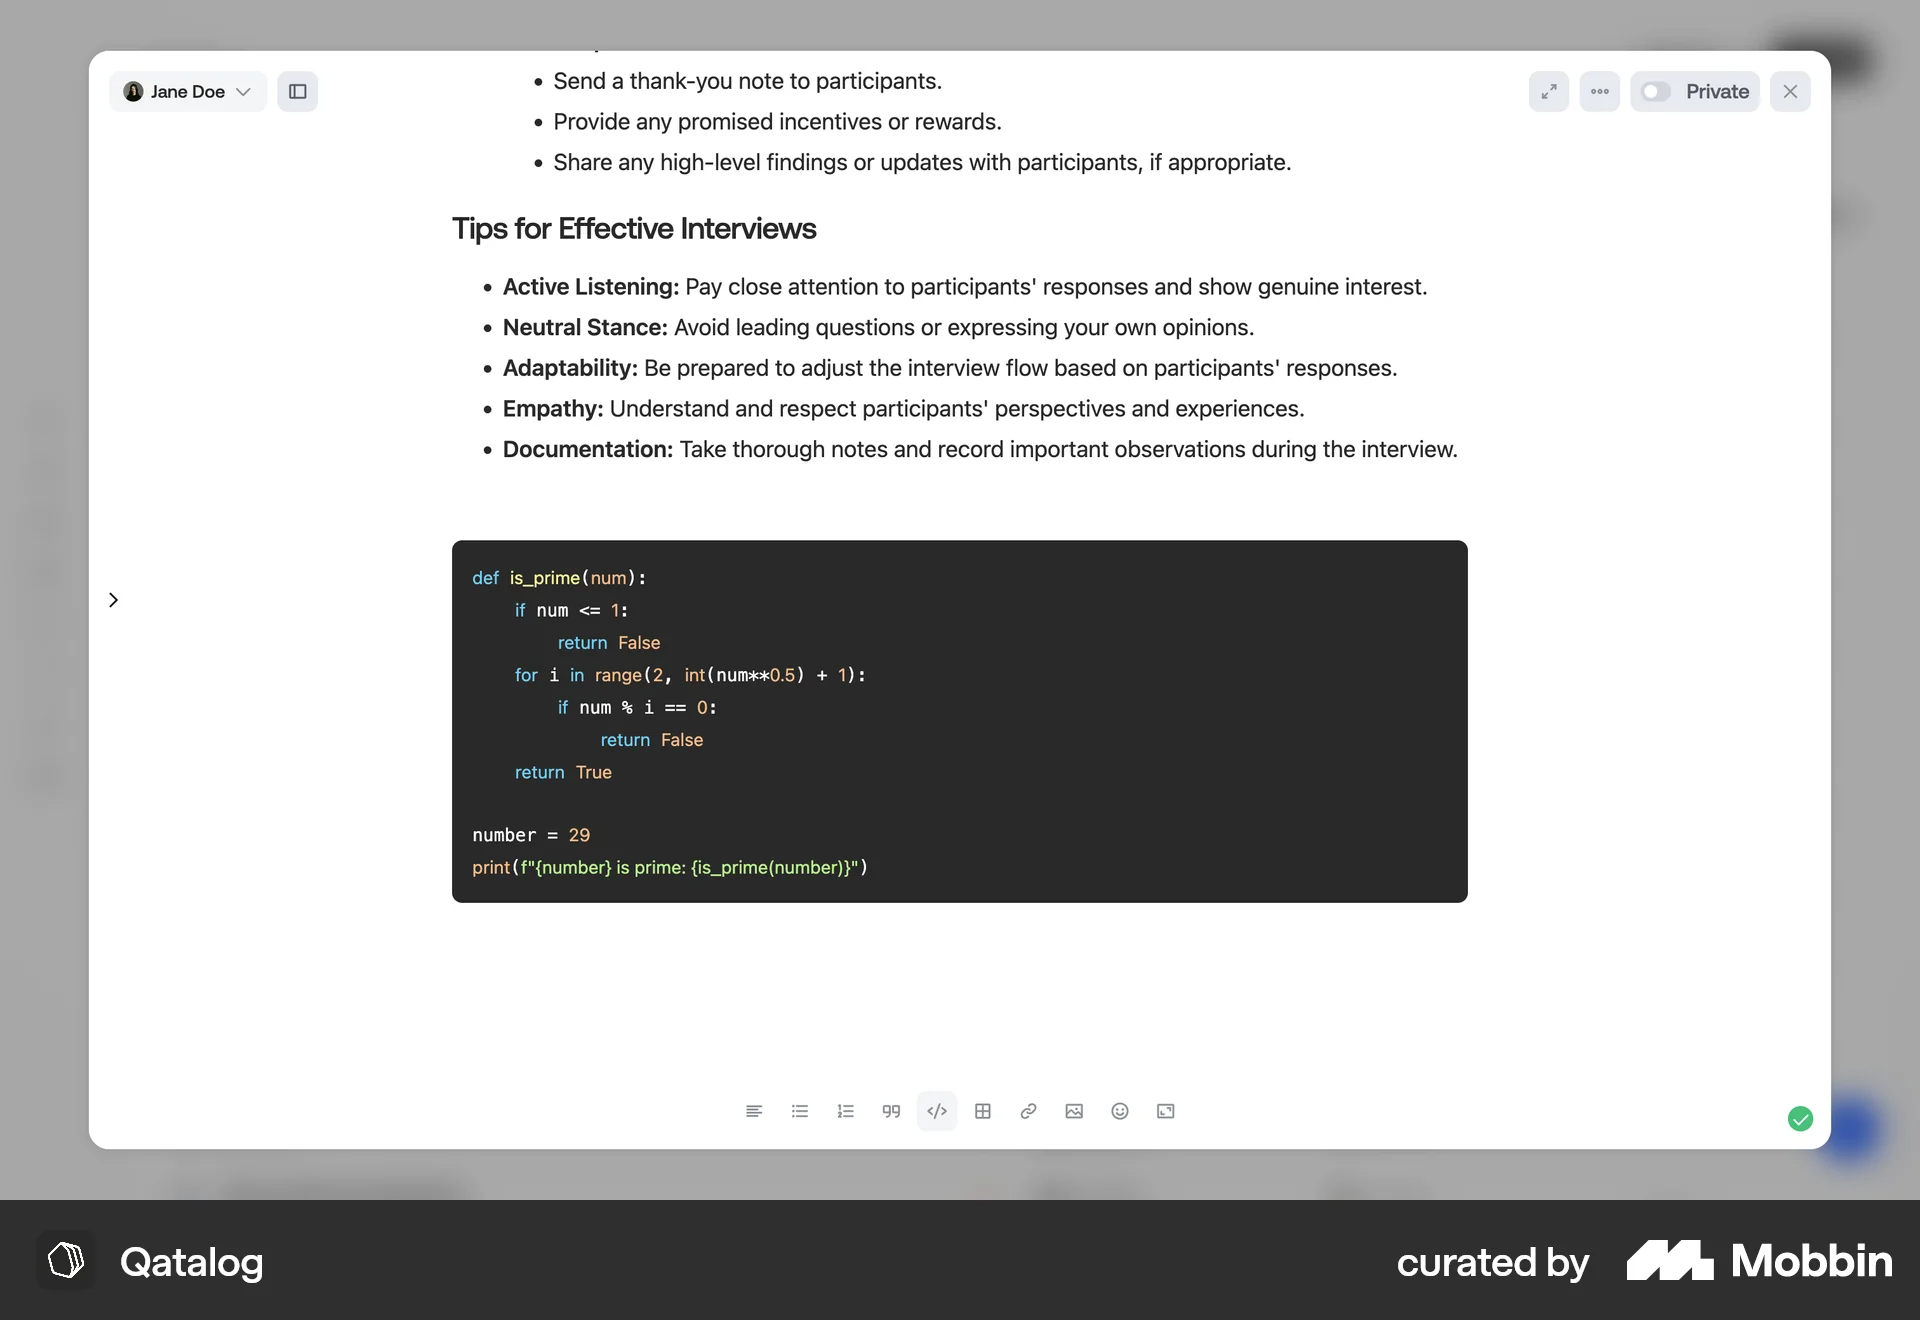 Jane Doe
Private
• Send a thank-you note to participants.
• Provide any promised incentives or rewards.
• Share any high-level findings or updates with participants, if appropriate.
Tips for Effective Interviews
• Active Listening: Pay close attention to participants' responses and show genuine interest.
• Neutral Stance: Avoid leading questions or expressing your own opinions.
• Adaptability: Be prepared to adjust the interview flow based on participants' responses.
• Empathy: Understand and respect participants' perspectives and experiences.
• Documentation: Take thorough notes and record important observations during the interview.
def is_prime(num):
    if num <= 1:
        return False
    for i in range(2, int(num**0.5) + 1):
        if num % i == 0:
            return False
    return True
number = 29
print(f"{number} is prime: {is_prime(number)}")
Qatalog
curated by Mobbin